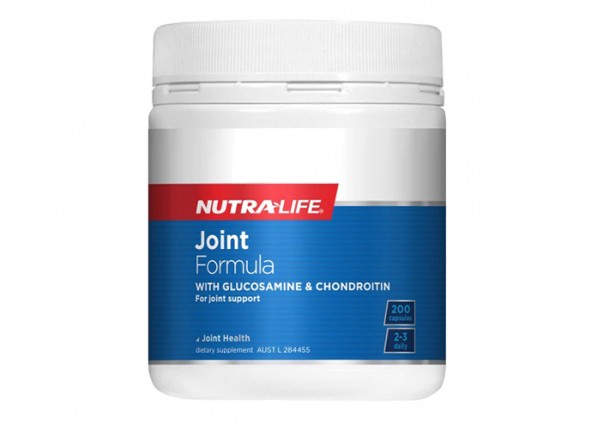 NUTRA-LIFE®
Joint
Formula
WITH GLUCOSAMINE & CHONDROITIN
For joint support
200
capsules
2-3
daily
Joint Health
dietary supplement AUST L 284455